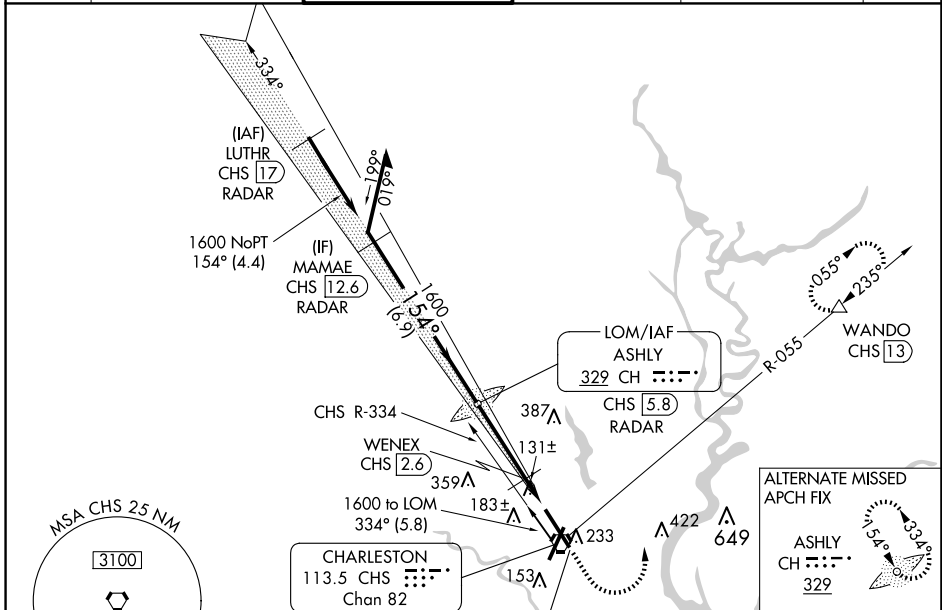 334°
(IAF)
LUTHR
CHS 17
RADAR
199°
019°
1600 NoPT
154° (4.4)
(IF)
MAMAE
CHS 12.6
RADAR
1600
154°
(6.9)
055°
235°
WANDO
CHS 13
R-055
LOM/IAF
ASHLY
329 CH
CHS 5.8
RADAR
CHS R-334
387
WENEX
CHS 2.6
131±
359
183±
1600 to LOM
334° (5.8)
233
422
649
153
CHARLESTON
113.5 CHS
Chan 82
MSA CHS 25 NM
3100
ALTERNATE MISSED
APCH FIX
154°
334°
ASHLY
CH
329